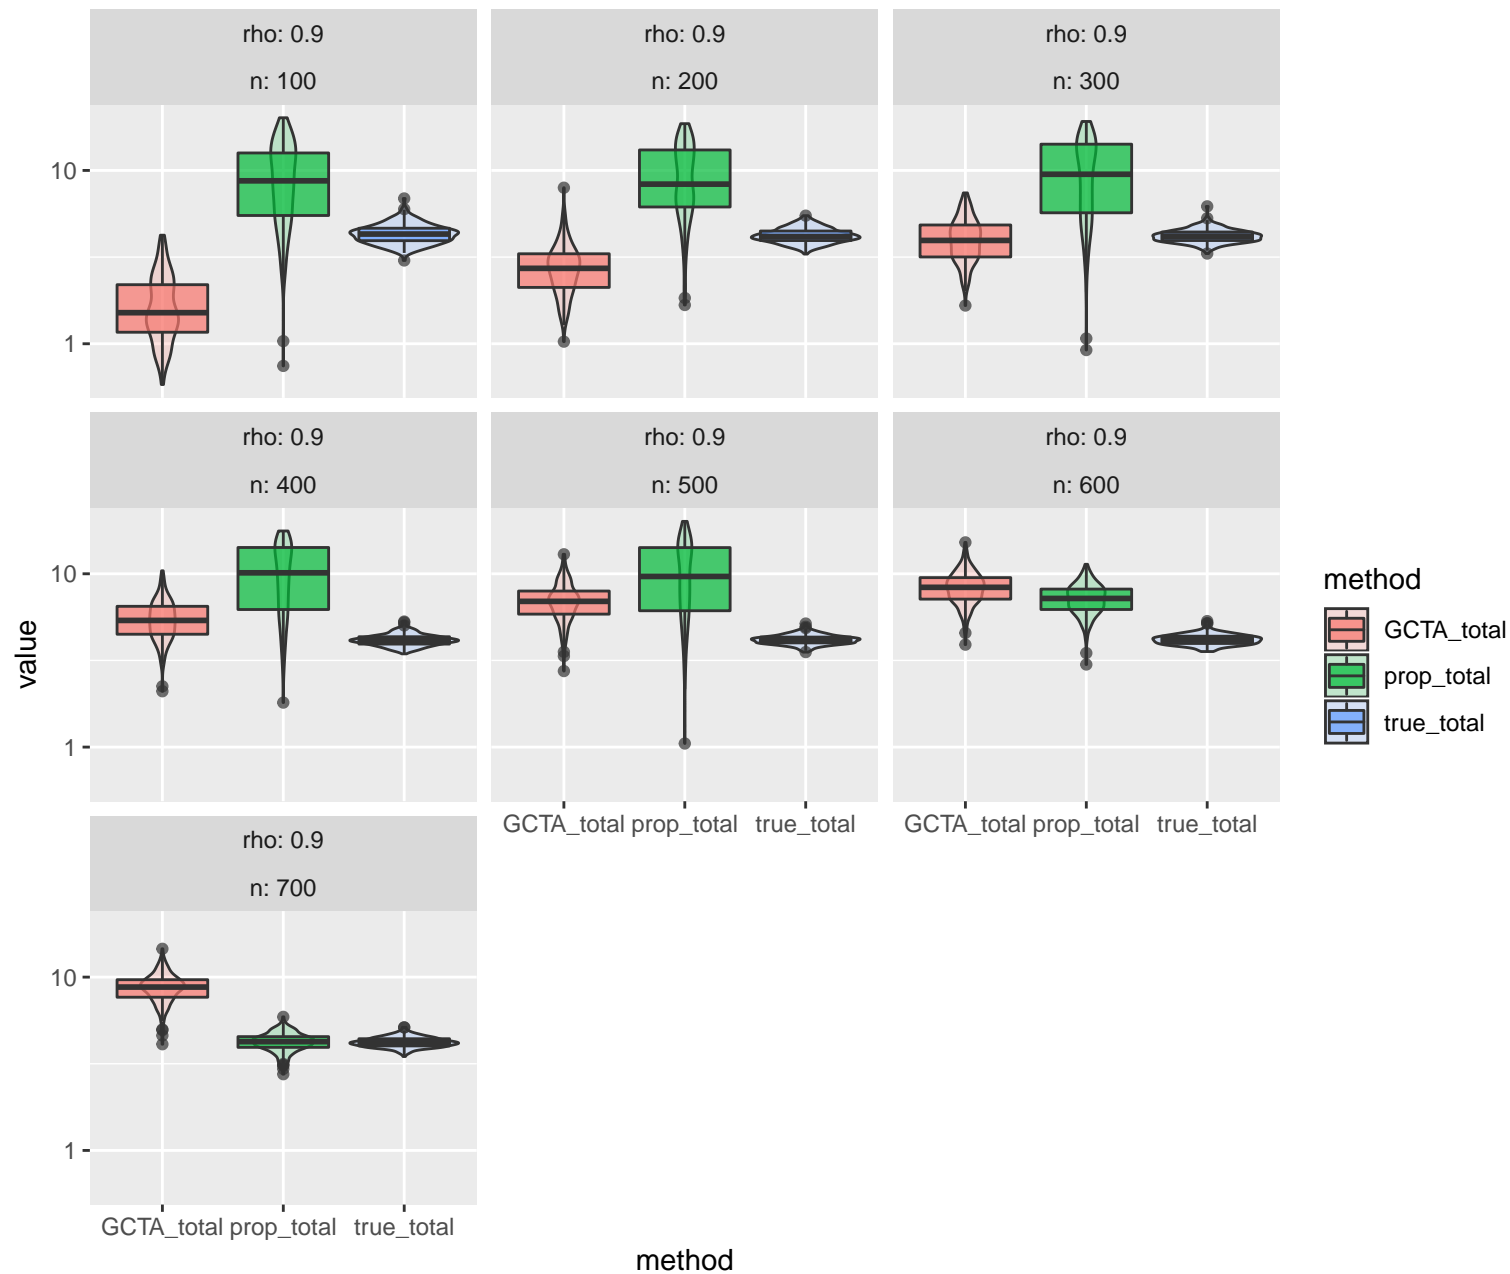 rho: 0.9
n: 100
rho: 0.9
n: 200
rho: 0.9
n: 300
10
1
rho: 0.9
n: 400
rho: 0.9
n: 500
rho: 0.9
n: 600
10
1
GCTA_total prop_total true_total
GCTA_total prop_total true_total
rho: 0.9
n: 700
10
1
GCTA_total prop_total true_total
method
value
method
GCTA_total
prop_total
true_total